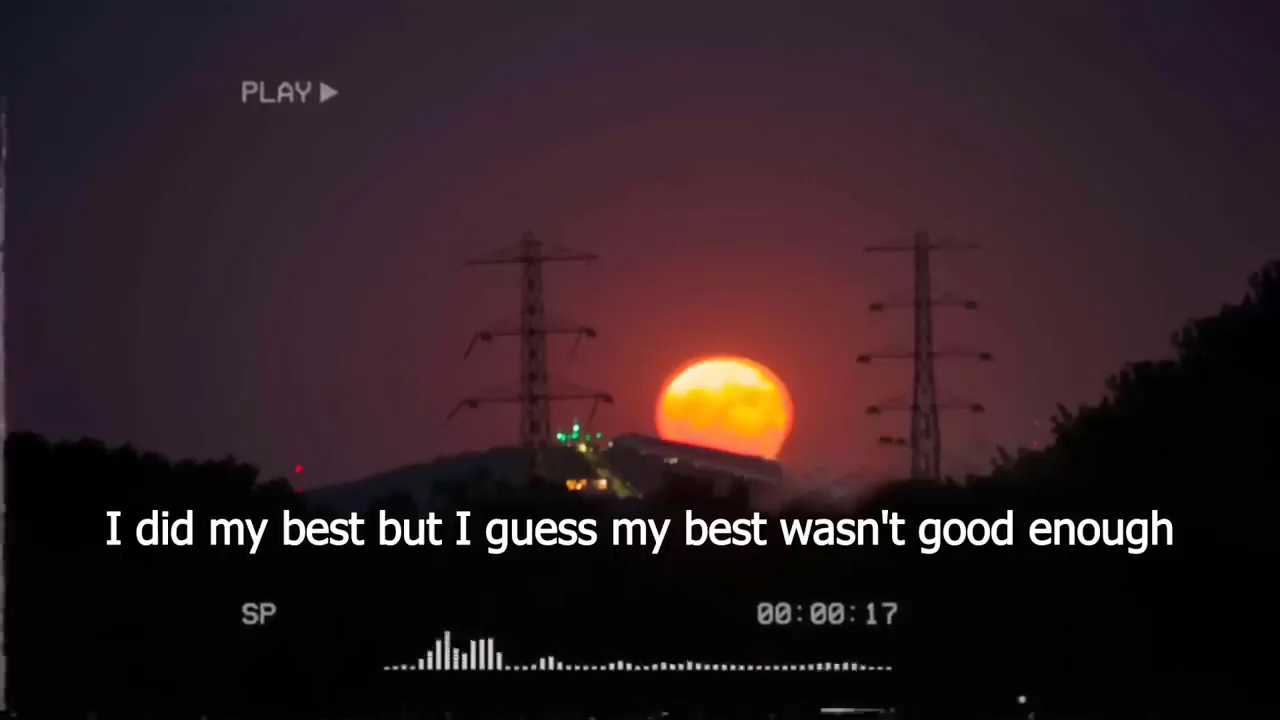 PLAY ▶
I did my best but I guess my best wasn't good enough
SP
00:00:17